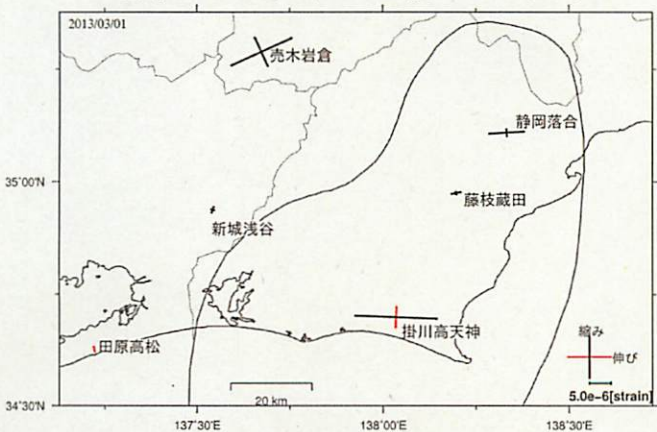 2013/03/01
売木岩倉
静岡落合
35°00'N
藤枝蔵田
新城浅谷
掛川高天神
田原高松
縮み
伸び
5.0e-6[strain]
20 km
34°30'N
137°30'E
138°00'E
138°30'E